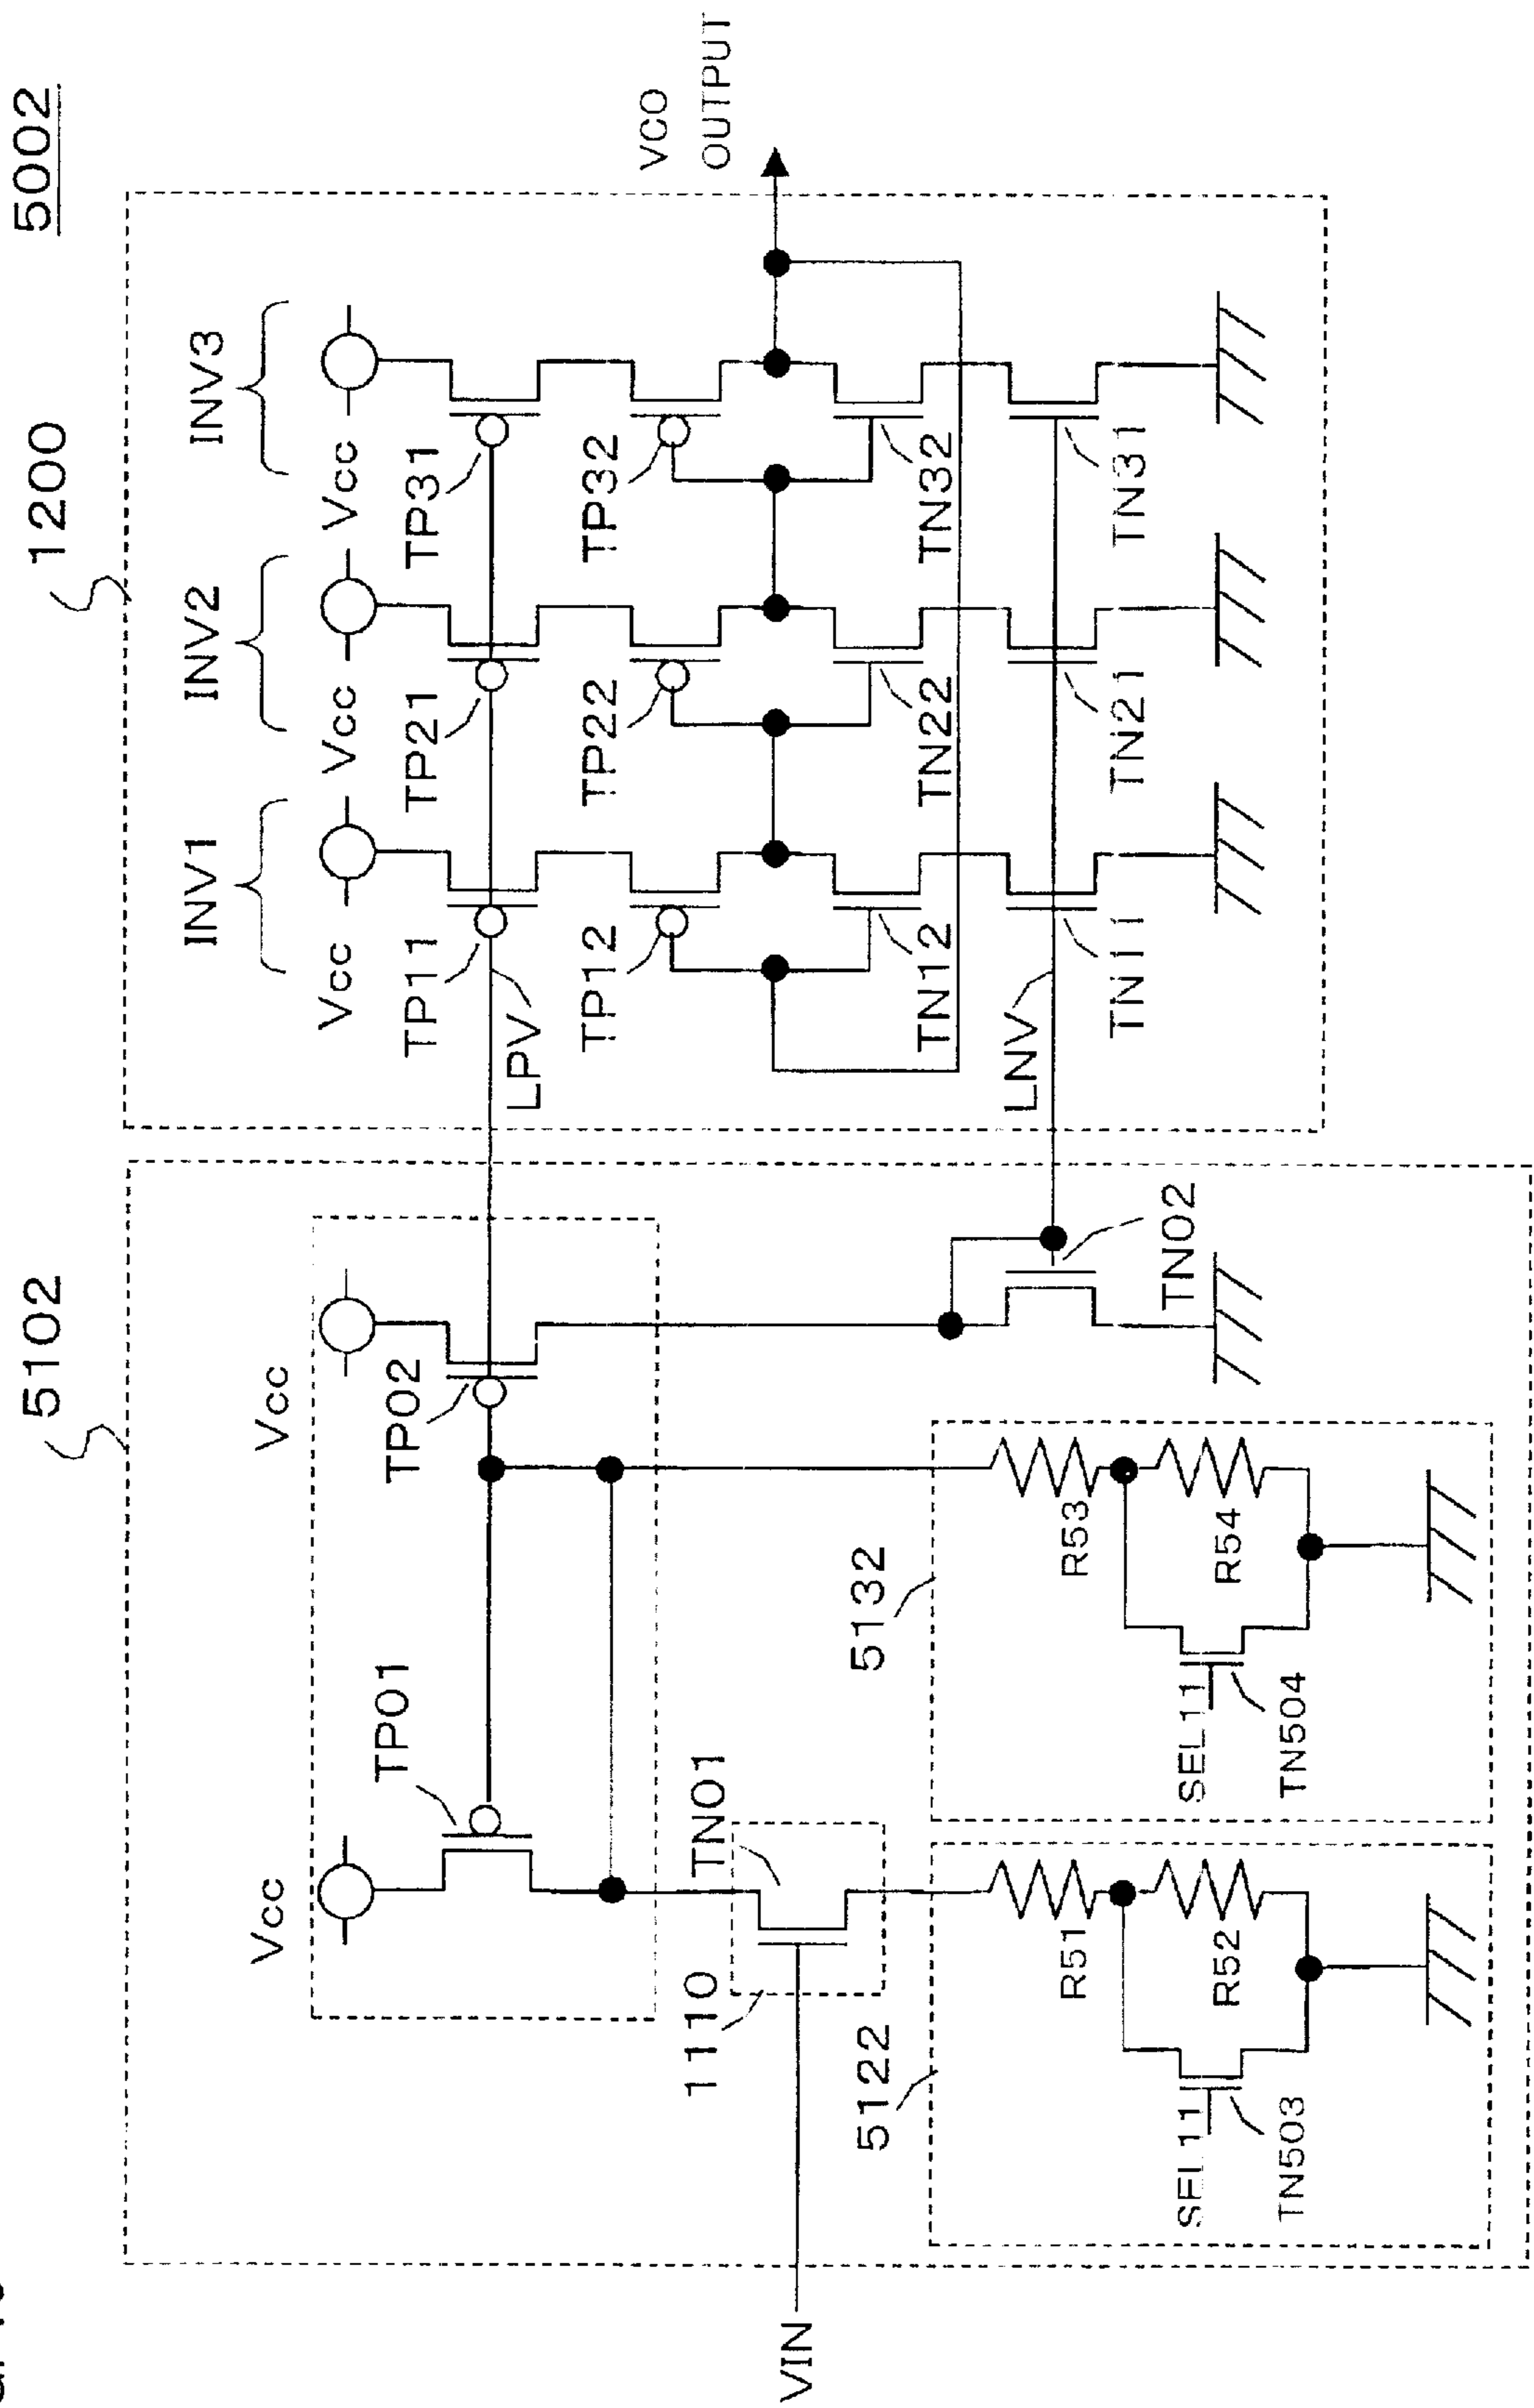 5002
5102
1200
INV1
INV2
INV3
Vcc
Vcc
Vcc
Vcc
Vcc
TP01
TP02
TP11
TP21
TP31
LPV
TP12
TP22
TP32
VCO
OUTPUT
1110
TN01
VIN
TN12
TN22
TN32
LNV
TN02
TN11
TN21
TN31
5122
5132
R51
R53
SEL11
R52
SEL11
R54
TN503
TN504